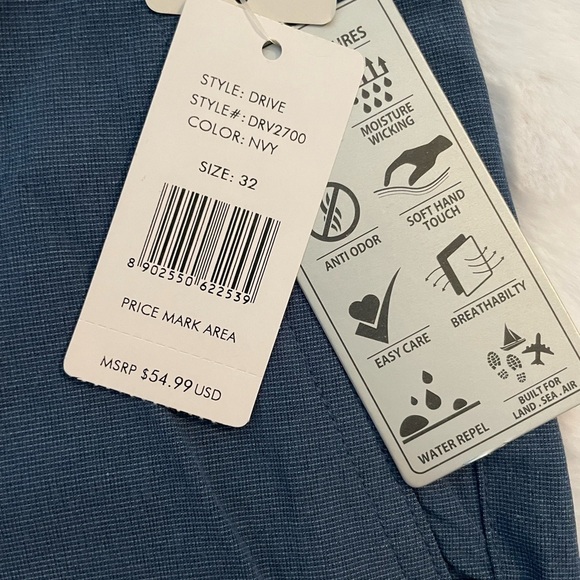 STYLE: DRIVE
STYLE#: DRV2700
COLOR: NVY
SIZE: 32
8 902550 622539
PRICE MARK AREA
MSRP $54.99 USD
MOISTURE
WICKING
SOFT HAND
TOUCH
ANTI ODOR
BREATHABILTY
EASY CARE
BUILT FOR
LAND . SEA . AIR
WATER REPEL